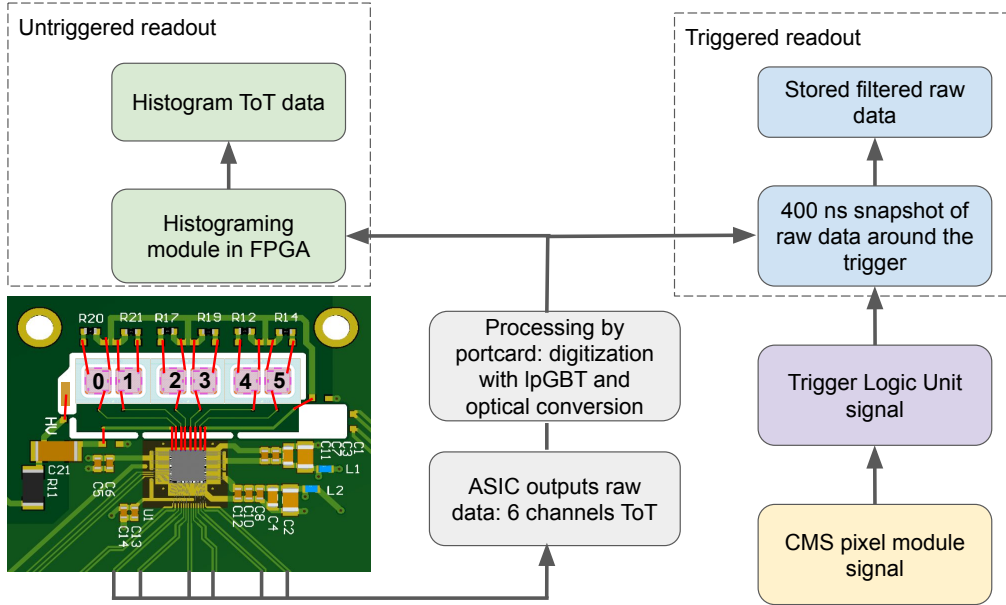 Untriggered readout
Histogram ToT data
Histograming
module in FPGA
Triggered readout
Stored filtered raw
data
400 ns snapshot of
raw data around the
trigger
Processing by
portcard: digitization
with lpGBT and
optical conversion
Trigger Logic Unit
signal
ASIC outputs raw
data: 6 channels ToT
CMS pixel module
signal
R20 R21 R17 R19 R12 R14
0 1 2 3 4 5
HV
C21
R11
C5
C6
U1
C14
C13
C11
C7
C3
C1
L1
L2
C12
C10
C8
C4
C2